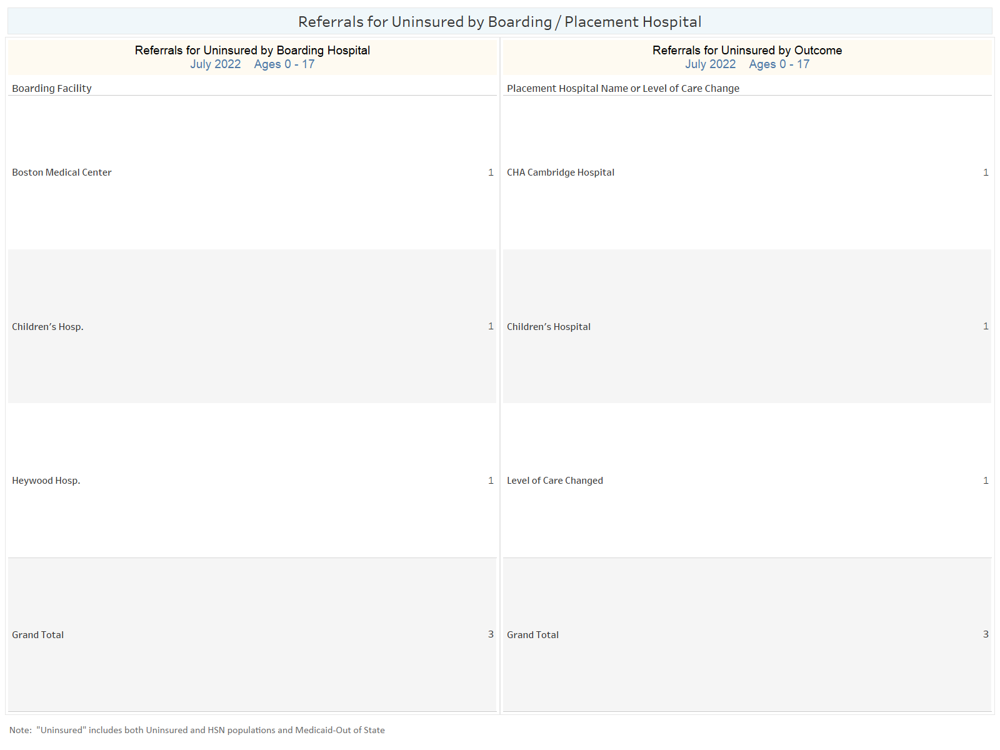 Referrals for Uninsured by Boarding / Placement Hospital
Referrals for Uninsured by Boarding Hospital
July 2022 Ages 0 - 17
Boarding Facility
Boston Medical Center 1
Children's Hosp. 1
Heywood Hosp. 1
Grand Total 3
Referrals for Uninsured by Outcome
July 2022 Ages 0 - 17
Placement Hospital Name or Level of Care Change
CHA Cambridge Hospital 1
Children's Hospital 1
Level of Care Changed 1
Grand Total 3
Note: "Uninsured" includes both Uninsured and HSN populations and Medicaid-Out of State